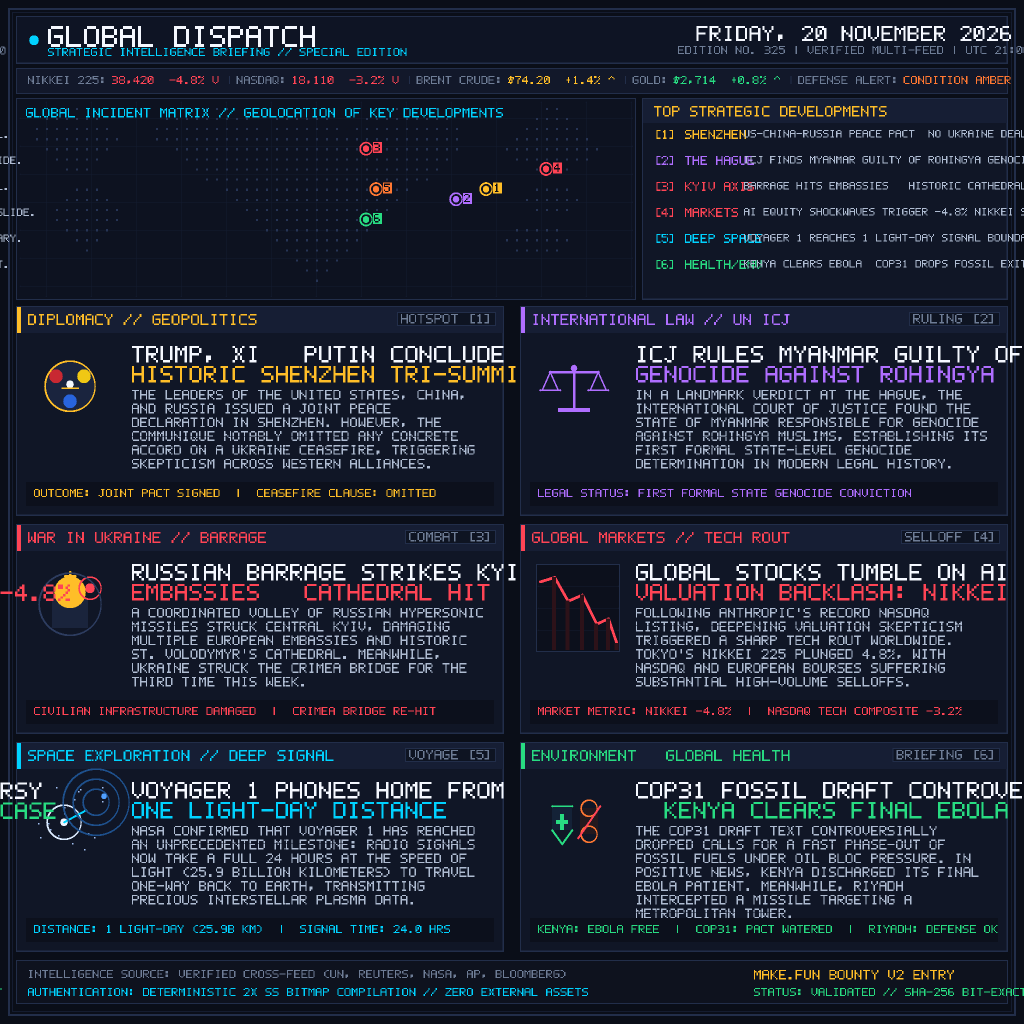 GLOBAL DISPATCH
STRATEGIC INTELLIGENCE BRIEFING // SPECIAL EDITION
FRIDAY, 20 NOVEMBER 2026
EDITION NO. 325 | VERIFIED MULTI-FEED | UTC 21:0
NIKKEI 225: 38,420 -4.8% V | NASDAQ: 18,110 -3.2% V | BRENT CRUDE: $74.20 +1.4% ^ | GOLD: $2,714 +0.8% ^ | DEFENSE ALERT: CONDITION AMBER
GLOBAL INCIDENT MATRIX // GEOLOCATION OF KEY DEVELOPMENTS
3
4
5
1
2
6
TOP STRATEGIC DEVELOPMENTS
[1] SHENZHEN US-CHINA-RUSSIA PEACE PACT NO UKRAINE DEAL
[2] THE HAGUE ICJ FINDS MYANMAR GUILTY OF ROHINGYA GENOCI
IDE.
[3] KYIV AXIS BARRAGE HITS EMBASSIES HISTORIC CATHEDRAL
[4] MARKETS AI EQUITY SHOCKWAVES TRIGGER -4.8% NIKKEI S
SLIDE.
[5] DEEP SPACE VOYAGER 1 REACHES 1 LIGHT-DAY SIGNAL BOUNDA
ARY.
[6] HEALTH/ENV KENYA CLEARS EBOLA COP31 DROPS FOSSIL EXIT
T.
DIPLOMACY // GEOPOLITICS
HOTSPOT [1]
TRUMP, XI PUTIN CONCLUDE
HISTORIC SHENZHEN TRI-SUMMI
THE LEADERS OF THE UNITED STATES, CHINA,
AND RUSSIA ISSUED A JOINT PEACE
DECLARATION IN SHENZHEN. HOWEVER, THE
COMMUNIQUE NOTABLY OMITTED ANY CONCRETE
ACCORD ON A UKRAINE CEASEFIRE, TRIGGERING
SKEPTICISM ACROSS WESTERN ALLIANCES.
OUTCOME: JOINT PACT SIGNED | CEASEFIRE CLAUSE: OMITTED
INTERNATIONAL LAW // UN ICJ
RULING [2]
ICJ RULES MYANMAR GUILTY OF
GENOCIDE AGAINST ROHINGYA
IN A LANDMARK VERDICT AT THE HAGUE, THE
INTERNATIONAL COURT OF JUSTICE FOUND THE
STATE OF MYANMAR RESPONSIBLE FOR GENOCIDE
AGAINST ROHINGYA MUSLIMS, ESTABLISHING ITS
FIRST FORMAL STATE-LEVEL GENOCIDE
DETERMINATION IN MODERN LEGAL HISTORY.
LEGAL STATUS: FIRST FORMAL STATE GENOCIDE CONVICTION
WAR IN UKRAINE // BARRAGE
COMBAT [3]
RUSSIAN BARRAGE STRIKES KYI
EMBASSIES CATHEDRAL HIT
A COORDINATED VOLLEY OF RUSSIAN HYPERSONIC
MISSILES STRUCK CENTRAL KYIV, DAMAGING
MULTIPLE EUROPEAN EMBASSIES AND HISTORIC
ST. VOLODYMYR'S CATHEDRAL. MEANWHILE,
UKRAINE STRUCK THE CRIMEA BRIDGE FOR THE
THIRD TIME THIS WEEK.
CIVILIAN INFRASTRUCTURE DAMAGED | CRIMEA BRIDGE RE-HIT
GLOBAL MARKETS // TECH ROUT
SELLOFF [4]
GLOBAL STOCKS TUMBLE ON AI
VALUATION BACKLASH: NIKKEI
-4.8%
FOLLOWING ANTHROPIC'S RECORD NASDAQ
LISTING, DEEPENING VALUATION SKEPTICISM
TRIGGERED A SHARP TECH ROUT WORLDWIDE.
TOKYO'S NIKKEI 225 PLUNGED 4.8%, WITH
NASDAQ AND EUROPEAN BOURSES SUFFERING
SUBSTANTIAL HIGH-VOLUME SELLOFFS.
MARKET METRIC: NIKKEI -4.8% | NASDAQ TECH COMPOSITE -3.2%
SPACE EXPLORATION // DEEP SIGNAL
VOYAGE [5]
VOYAGER 1 PHONES HOME FROM
ONE LIGHT-DAY DISTANCE
NASA CONFIRMED THAT VOYAGER 1 HAS REACHED
AN UNPRECEDENTED MILESTONE: RADIO SIGNALS
NOW TAKE A FULL 24 HOURS AT THE SPEED OF
LIGHT (25.9 BILLION KILOMETERS) TO TRAVEL
ONE-WAY BACK TO EARTH, TRANSMITTING
PRECIOUS INTERSTELLAR PLASMA DATA.
DISTANCE: 1 LIGHT-DAY (25.9B KM) | SIGNAL TIME: 24.0 HRS
ENVIRONMENT GLOBAL HEALTH
BRIEFING [6]
COP31 FOSSIL DRAFT CONTROVE
RSY
KENYA CLEARS FINAL EBOLA
CASE
THE COP31 DRAFT TEXT CONTROVERSIALLY
DROPPED CALLS FOR A FAST PHASE-OUT OF
FOSSIL FUELS UNDER OIL BLOC PRESSURE. IN
POSITIVE NEWS, KENYA DISCHARGED ITS FINAL
EBOLA PATIENT. MEANWHILE, RIYADH
INTERCEPTED A MISSILE TARGETING A
METROPOLITAN TOWER.
KENYA: EBOLA FREE | COP31: PACT WATERED | RIYADH: DEFENSE OK
INTELLIGENCE SOURCE: VERIFIED CROSS-FEED (UN, REUTERS, NASA, AP, BLOOMBERG)
AUTHENTICATION: DETERMINISTIC 2X SS BITMAP COMPILATION // ZERO EXTERNAL ASSETS
MAKE.FUN BOUNTY V2 ENTRY
STATUS: VALIDATED // SHA-256 BIT-EXACT